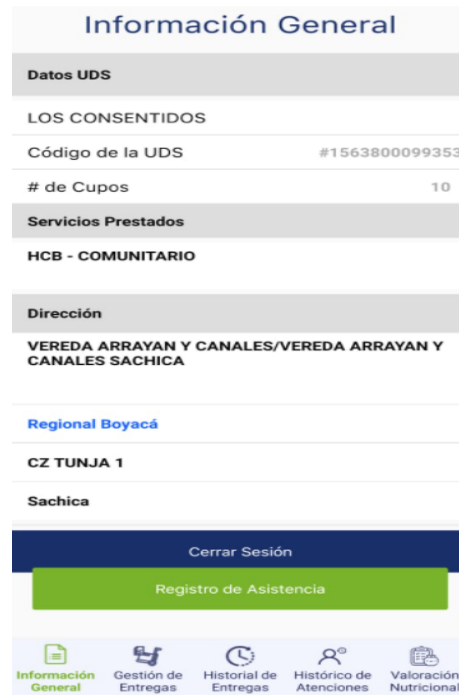 Información General
Datos UDS
LOS CONSENTIDOS
Código de la UDS #1563800099353
# de Cupos 10
Servicios Prestados
HCB - COMUNITARIO
Dirección
VEREDA ARRAYAN Y CANALES/VEREDA ARRAYAN Y
CANALES SACHICA
Regional Boyacá
CZ TUNJA 1
Sachica
Cerrar Sesión
Registro de Asistencia
Información General
Gestión de Entregas
Historial de Entregas
Histórico de Atenciones
Valoración Nutricional